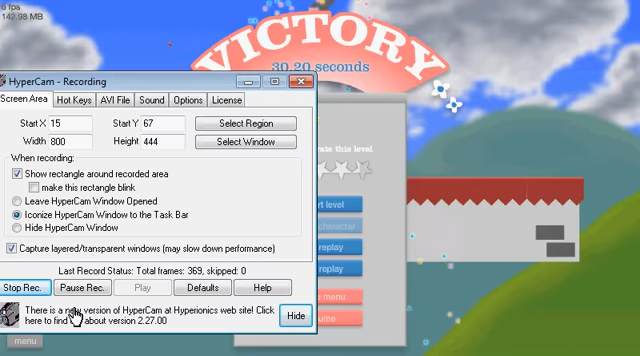 6 fps
142.98 MB
VICTORY
30.20 seconds
HyperCam - Recording
Screen Area Hot Keys AVI File Sound Options License
Start X 15 Start Y 67 Select Region
Width 800 Height 444 Select Window
When recording:
Show rectangle around recorded area
make this rectangle blink
Leave HyperCam Window Opened
Iconize HyperCam Window to the Task Bar
Hide HyperCam Window
Capture layered/transparent windows (may slow down performance)
Last Record Status: Total frames: 369, skipped: 0
Stop Rec. Pause Rec. Play Defaults Help
There is a new version of HyperCam at Hyperionics web site! Click
here to find about version 2.27.00
Hide
rate this level
level
character
replay
replay
menu
menu